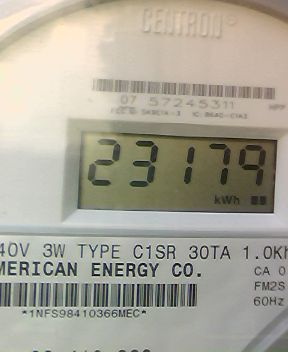 CENTRON®
07 57245311
23179
kWh
40V 3W TYPE C1SR 30TA 1.0Kh
MERICAN ENERGY CO.
CA 0
FM2S
60Hz
*1NFS98410366MEC*